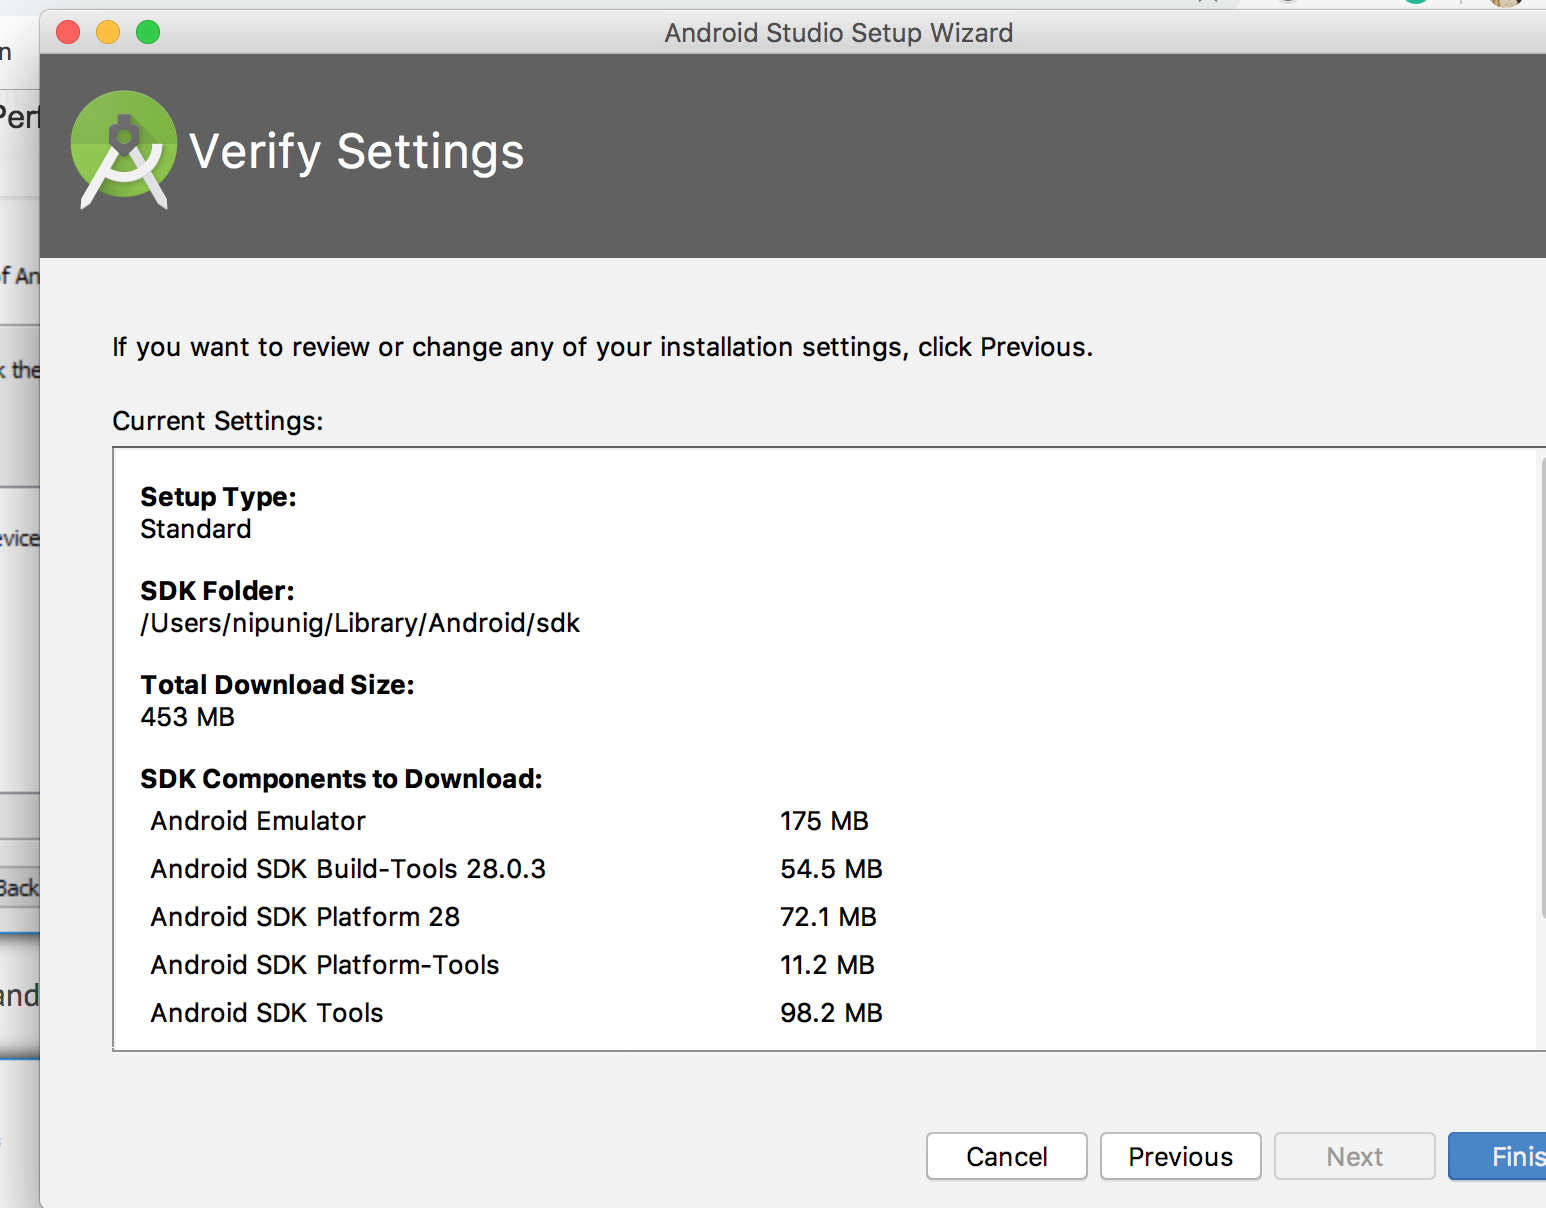 Android Studio Setup Wizard
n
Perf
Verify Settings
of An
If you want to review or change any of your installation settings, click Previous.
k the
Current Settings:
Setup Type:
Standard
evice
SDK Folder:
/Users/nipunig/Library/Android/sdk
Total Download Size:
453 MB
SDK Components to Download:
Android Emulator 175 MB
Android SDK Build-Tools 28.0.3 54.5 MB
Back
Android SDK Platform 28 72.1 MB
Android SDK Platform-Tools 11.2 MB
and
Android SDK Tools 98.2 MB
Cancel Previous Next Finis